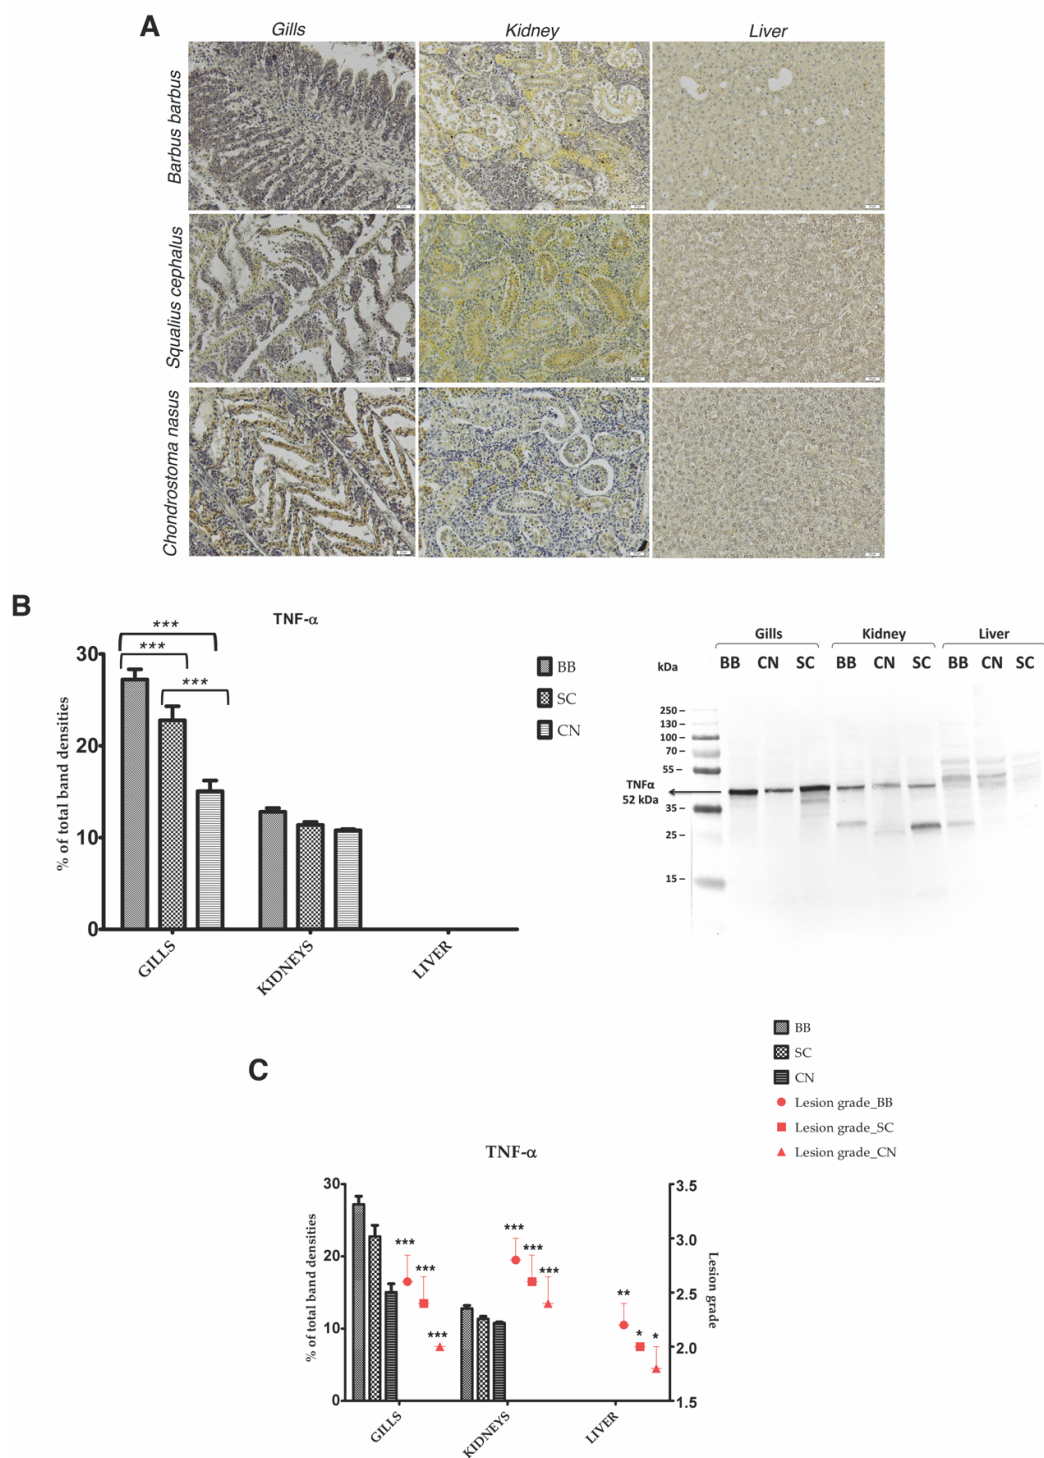 A
Gills Kidney Liver
Barbus barbus
Squalius cephalus
Chondrostoma nasus
B
TNF-α
***
***
***
30
20
10
0
% of total band densities
GILLS
KIDNEYS
LIVER
BB
SC
CN
Gills Kidney Liver
kDa BB CN SC BB CN SC BB CN SC
250 –
130 –
100 –
70 –
55 –
TNFα
52 kDa
35 –
25 –
15 –
C
BB
SC
CN
Lesion grade_BB
Lesion grade_SC
Lesion grade_CN
TNF-α
30
20
10
0
% of total band densities
***
***
***
***
***
***
**
*
*
3.5
3.0
2.5
2.0
1.5
Lesion grade
GILLS
KIDNEYS
LIVER